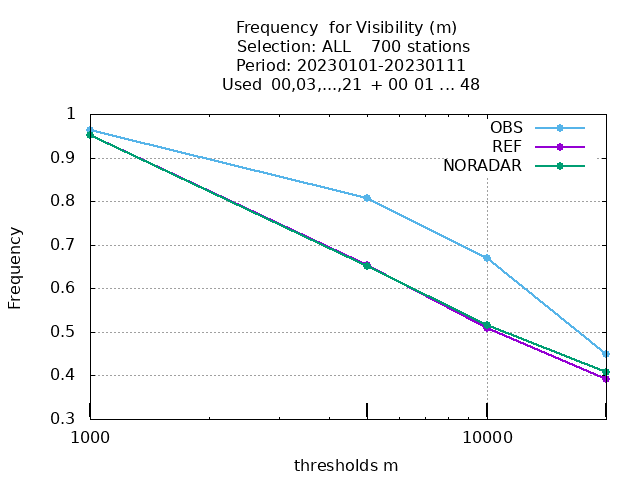 Frequency  for Visibility (m)
Selection: ALL    700 stations
Period: 20230101-20230111
Used  00,03,...,21  + 00 01 ... 48
OBS
REF
NORADAR
1
0.9
0.8
0.7
0.6
0.5
0.4
0.3
Frequency
1000
10000
thresholds m